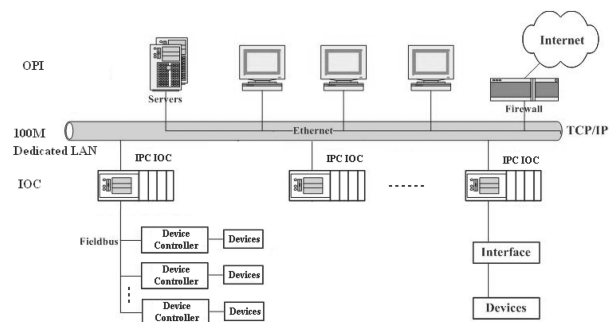 Internet
OPI
Servers
Firewall
100M
Ethernet
TCP/IP
Dedicated LAN
IPC IOC
IPC IOC
IPC IOC
IOC
Fieldbus
Device
Controller
Devices
Interface
Device
Controller
Devices
Device
Controller
Devices
Devices